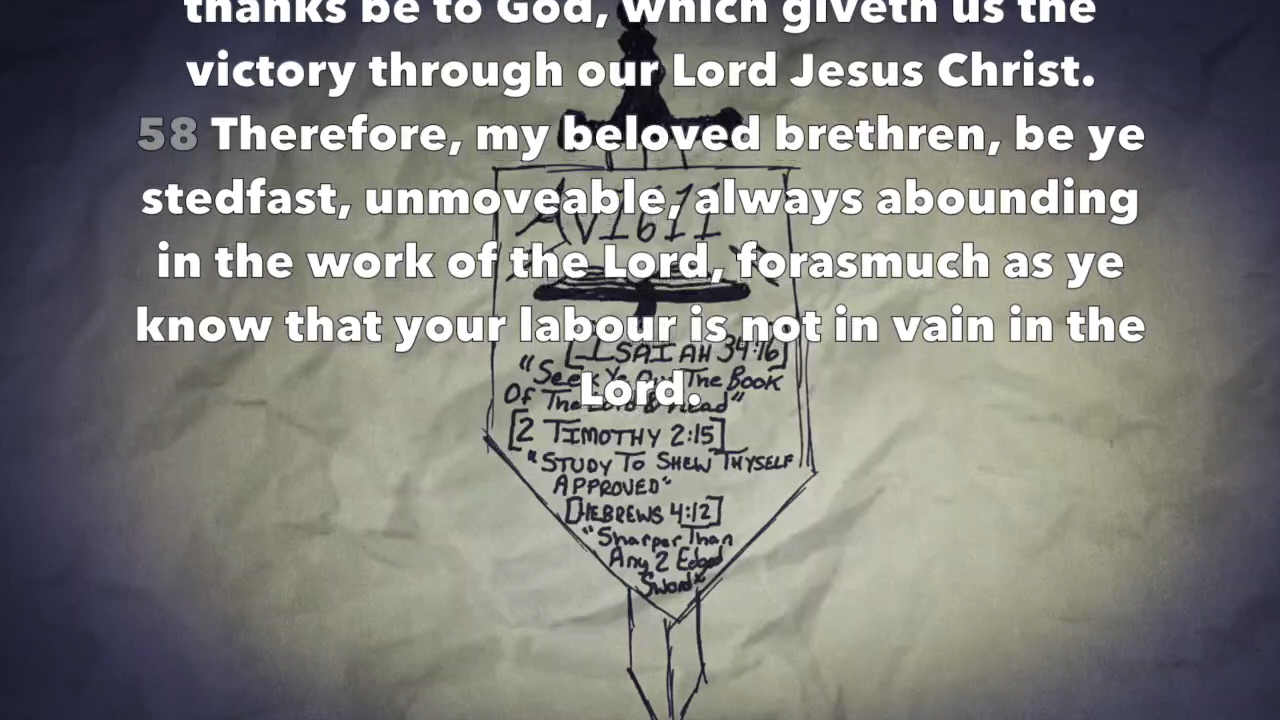 thanks be to God, which giveth us the
victory through our Lord Jesus Christ.
58 Therefore, my beloved brethren, be ye
stedfast, unmoveable, always abounding
in the work of the Lord, forasmuch as ye
know that your labour is not in vain in the
Lord.
AV1611
[ISAIAH 34:16]
"Seek Ye Out The Book
Of The Lord & Read"
[2 TIMOTHY 2:15]
"STUDY TO SHEW THYSELF
APPROVED"
[HEBREWS 4:12]
"Sharper Than
Any 2 Edged
Sword"